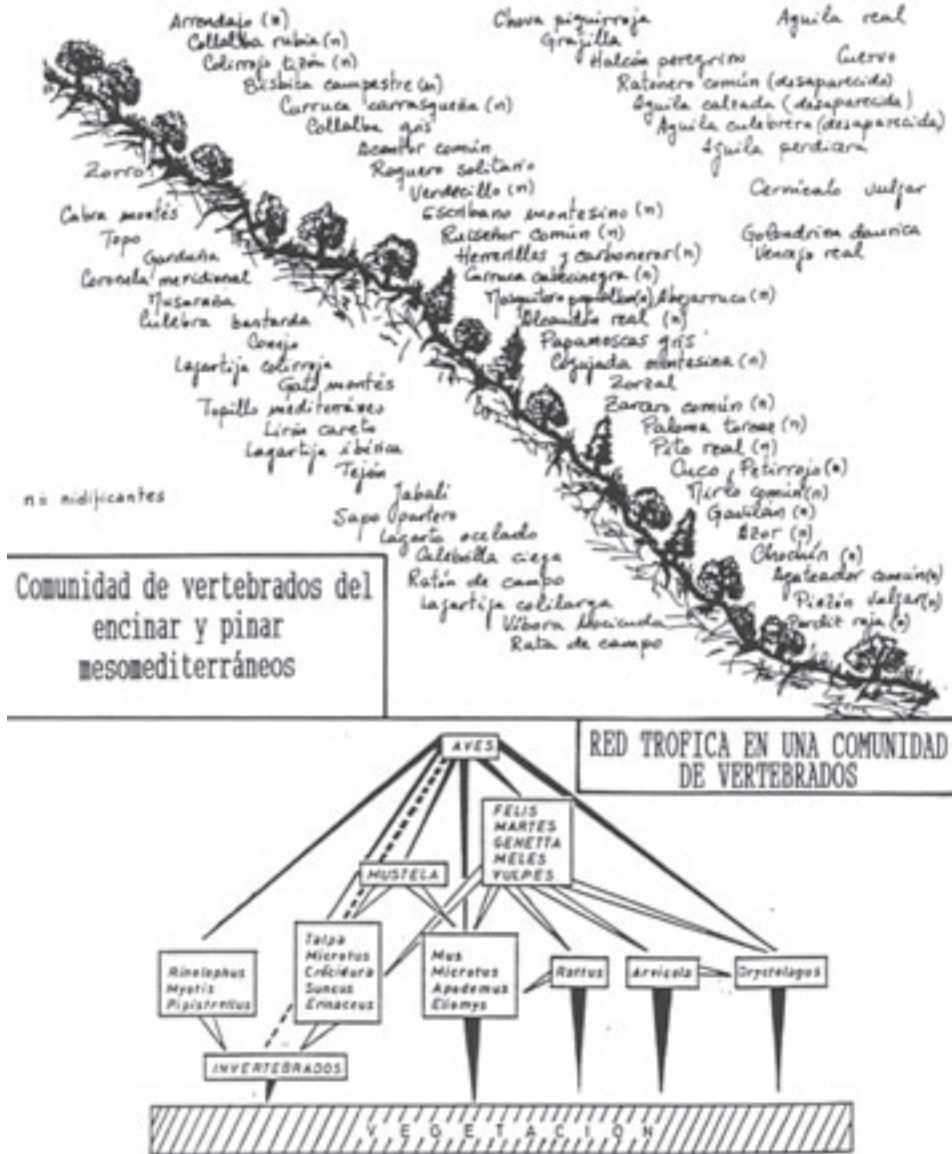 Arrendajo (n)
Collalba rubia (n)
Colirrojo tizón (n)
Bisbita campestre (n)
Curruca carrasqueña (n)
Collalba gris
Acentor común
Roquero solitario
Verdecillo (n)
Escribano montesino (n)
Ruiseñor común (n)
Herrerillos y carboneros (n)
Curruca cabecinegra (n)
Mosquitero papialbo (n) Abejaruco (n)
Alcaudón real (n)
Papamoscas gris
Cogujada montesina (n)
Zorzal
Zarcero común (n)
Paloma torcaz (n)
Pito real (n)
Cuco, Petirrojo (n)
Mirlo común (n)
Gavilán (n)
Azor (n)
Chochín (n)
Agateador común (n)
Pinzón vulgar (n)
Perdiz roja (n)
Chova piquirroja
Grajilla
Halcón peregrino
Ratonero común (desaparecido)
Aguila calzada (desaparecida)
Aguila culebrera (desaparecida)
Aguila perdicera
Aguila real
Cuervo
Cernícalo vulgar
Golondrina daurica
Vencejo real
Zorro
Cabra montés
Topo
Garduña
Coronela meridional
Musaraña
Culebra bastarda
Conejo
Lagartija colirroja
Gato montés
Topillo mediterráneo
Lirón careto
Lagartija ibérica
Tejón
Jabalí
Sapo partero
Lagarto ocelado
Culebrilla ciega
Ratón de campo
Lagartija colilarga
Víbora hocicuda
Rata de campo
n = nidificantes
Comunidad de vertebrados del
encinar y pinar
mesomediterráneos
RED TROFICA EN UNA COMUNIDAD
DE VERTEBRADOS
AVES
FELIS
MARTES
GENETTA
MELES
VULPES
MUSTELA
Rinolophus
Myotis
Pipistrellus
Talpa
Microtus
Crocidura
Suncus
Erinaceus
Mus
Microtus
Apodemus
Eliomys
Rattus
Arvicola
Oryctolagus
INVERTEBRADOS
VEGETACION